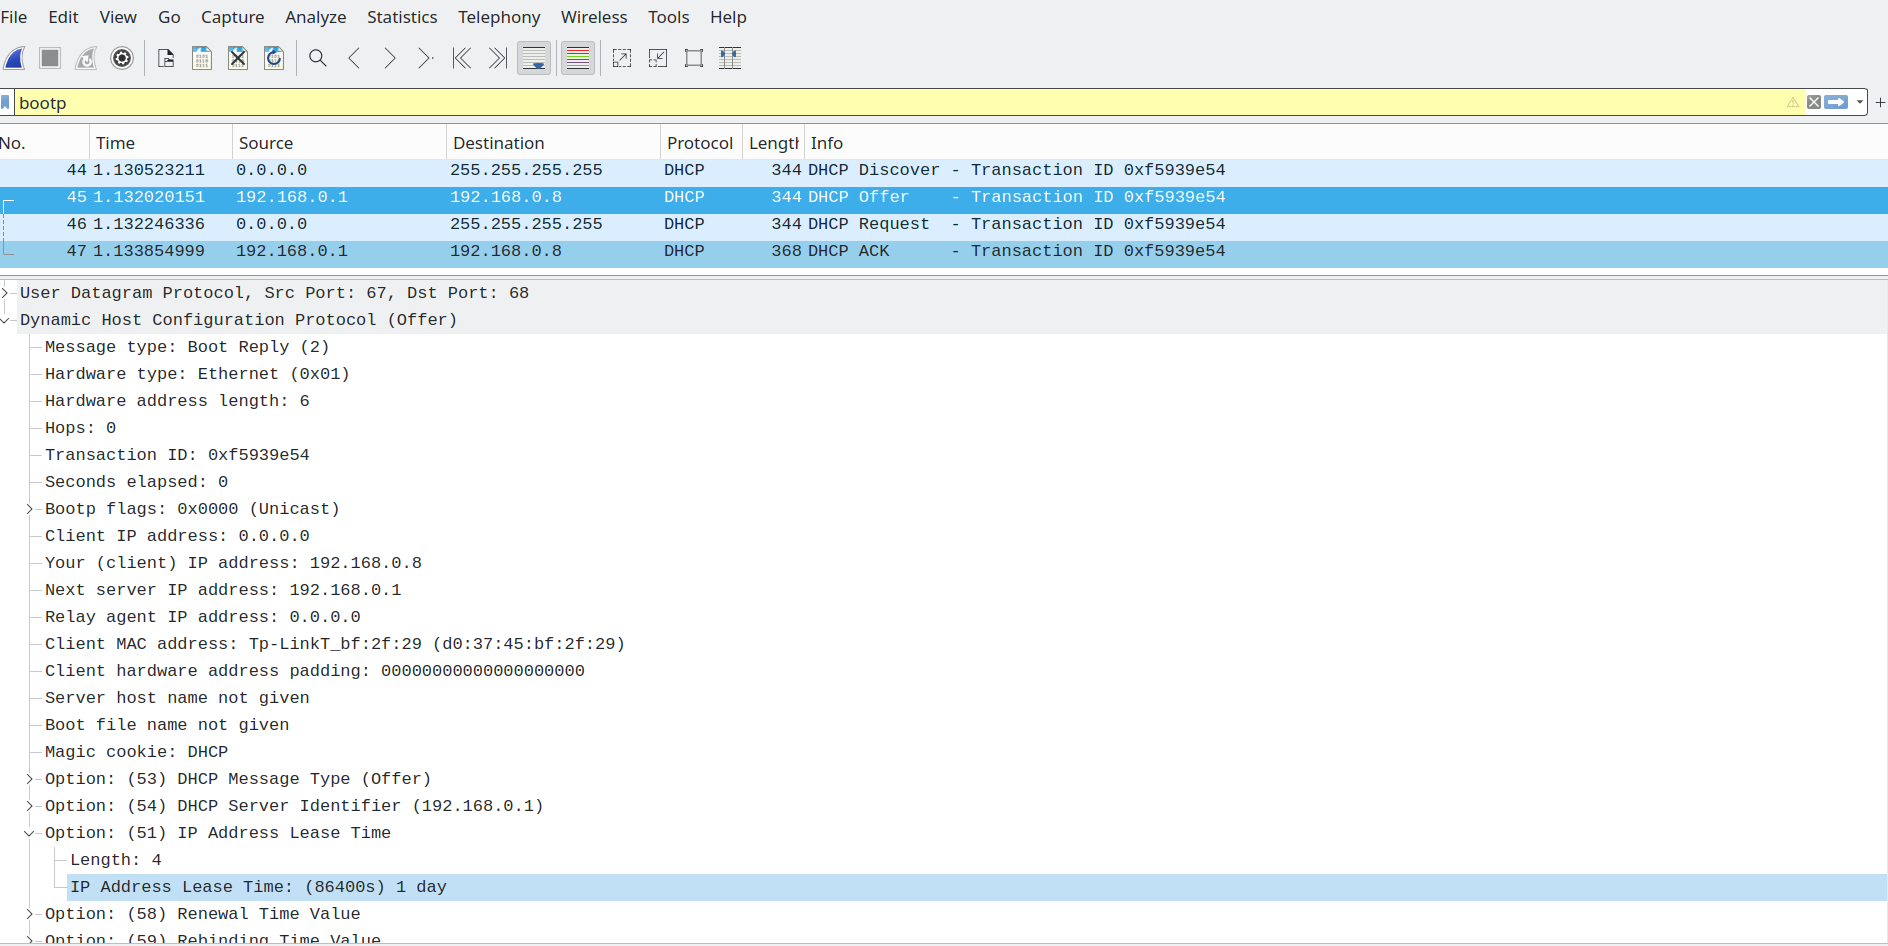 File Edit View Go Capture Analyze Statistics Telephony Wireless Tools Help
bootp
No. Time Source Destination Protocol Length Info
44 1.130523211 0.0.0.0 255.255.255.255 DHCP 344 DHCP Discover - Transaction ID 0xf5939e54
45 1.132020151 192.168.0.1 192.168.0.8 DHCP 344 DHCP Offer - Transaction ID 0xf5939e54
46 1.132246336 0.0.0.0 255.255.255.255 DHCP 344 DHCP Request - Transaction ID 0xf5939e54
47 1.133854999 192.168.0.1 192.168.0.8 DHCP 368 DHCP ACK - Transaction ID 0xf5939e54
User Datagram Protocol, Src Port: 67, Dst Port: 68
Dynamic Host Configuration Protocol (Offer)
Message type: Boot Reply (2)
Hardware type: Ethernet (0x01)
Hardware address length: 6
Hops: 0
Transaction ID: 0xf5939e54
Seconds elapsed: 0
Bootp flags: 0x0000 (Unicast)
Client IP address: 0.0.0.0
Your (client) IP address: 192.168.0.8
Next server IP address: 192.168.0.1
Relay agent IP address: 0.0.0.0
Client MAC address: Tp-LinkT_bf:2f:29 (d0:37:45:bf:2f:29)
Client hardware address padding: 00000000000000000000
Server host name not given
Boot file name not given
Magic cookie: DHCP
Option: (53) DHCP Message Type (Offer)
Option: (54) DHCP Server Identifier (192.168.0.1)
Option: (51) IP Address Lease Time
Length: 4
IP Address Lease Time: (86400s) 1 day
Option: (58) Renewal Time Value
Option: (59) Rebinding Time Value